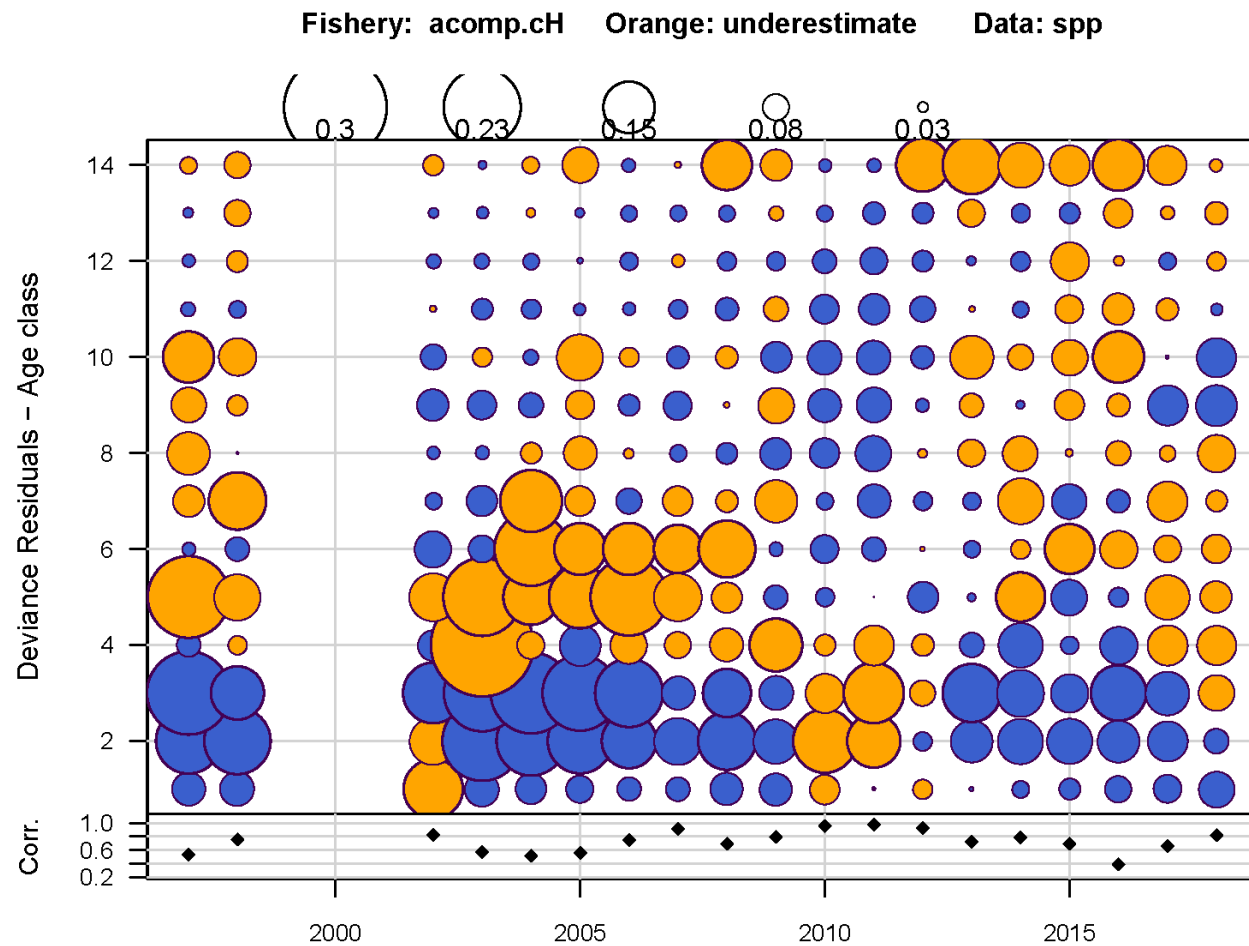 Fishery: acomp.cH Orange: underestimate Data: spp
0.3 0.23 0.15 0.08 0.03
Deviance Residuals − Age class
14
12
10
8
6
4
2
Corr.
1.0
0.6
0.2
2000 2005 2010 2015